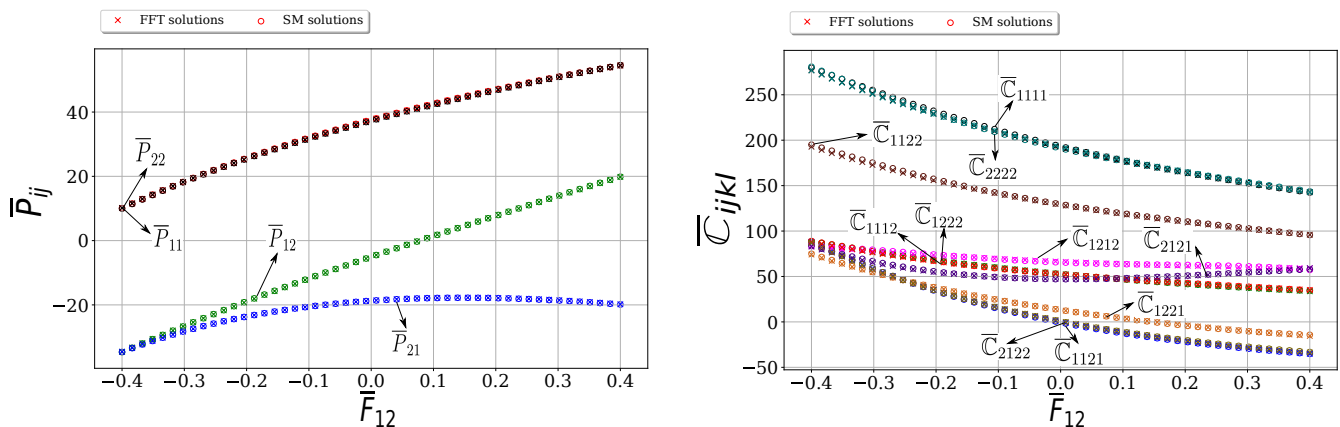 × FFT solutions ○ SM solutions
40
20
0
−20
−0.4 −0.3 −0.2 −0.1 0.0 0.1 0.2 0.3 0.4
P̅ij
F̅12
P̅22
P̅11
P̅12
P̅21
× FFT solutions ○ SM solutions
250
200
150
100
50
0
−50
−0.4 −0.3 −0.2 −0.1 0.0 0.1 0.2 0.3 0.4
ℂ̅ijkl
F̅12
ℂ̅1111
ℂ̅1122
ℂ̅2222
ℂ̅1112
ℂ̅1222
ℂ̅1212
ℂ̅2121
ℂ̅1221
ℂ̅2122
ℂ̅1121